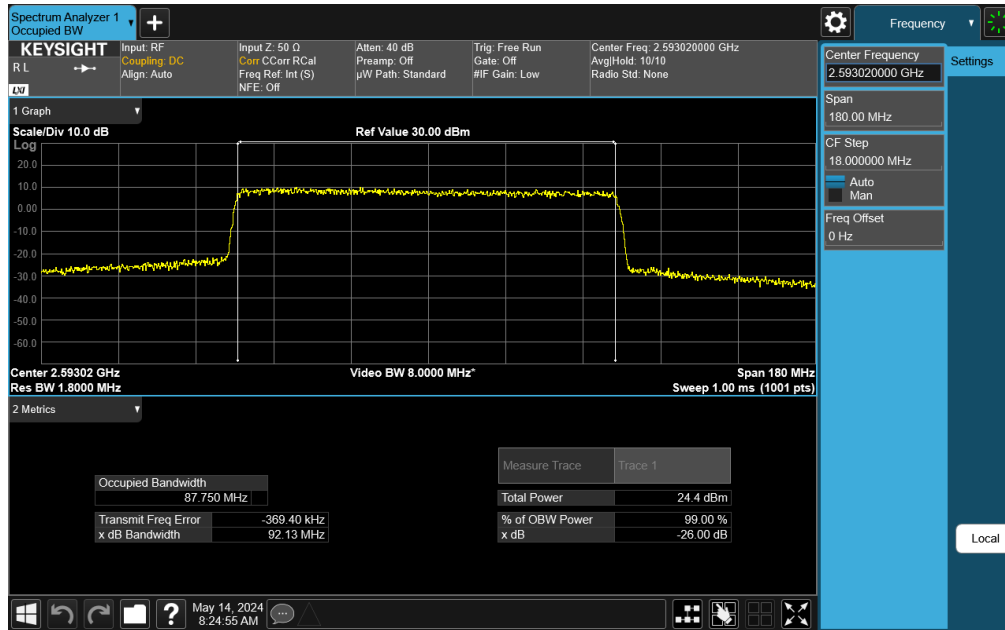 Spectrum Analyzer 1
Occupied BW
Frequency
KEYSIGHT
R L
LXI
Input: RF
Coupling: DC
Align: Auto
Input Z: 50 Ω
Corr CCorr RCal
Freq Ref: Int (S)
NFE: Off
Atten: 40 dB
Preamp: Off
µW Path: Standard
Trig: Free Run
Gate: Off
#IF Gain: Low
Center Freq: 2.593020000 GHz
Avg|Hold: 10/10
Radio Std: None
Center Frequency
2.593020000 GHz
Settings
Span
180.00 MHz
CF Step
18.000000 MHz
Auto
Man
Freq Offset
0 Hz
Local
1 Graph
Scale/Div 10.0 dB
Ref Value 30.00 dBm
Log
20.0
10.0
0.00
-10.0
-20.0
-30.0
-40.0
-50.0
-60.0
Center 2.59302 GHz
Video BW 8.0000 MHz*
Span 180 MHz
Res BW 1.8000 MHz
Sweep 1.00 ms (1001 pts)
2 Metrics
Measure Trace
Trace 1
Occupied Bandwidth
87.750 MHz
Total Power
24.4 dBm
Transmit Freq Error
-369.40 kHz
% of OBW Power
99.00 %
x dB Bandwidth
92.13 MHz
x dB
-26.00 dB
?
May 14, 2024
8:24:55 AM